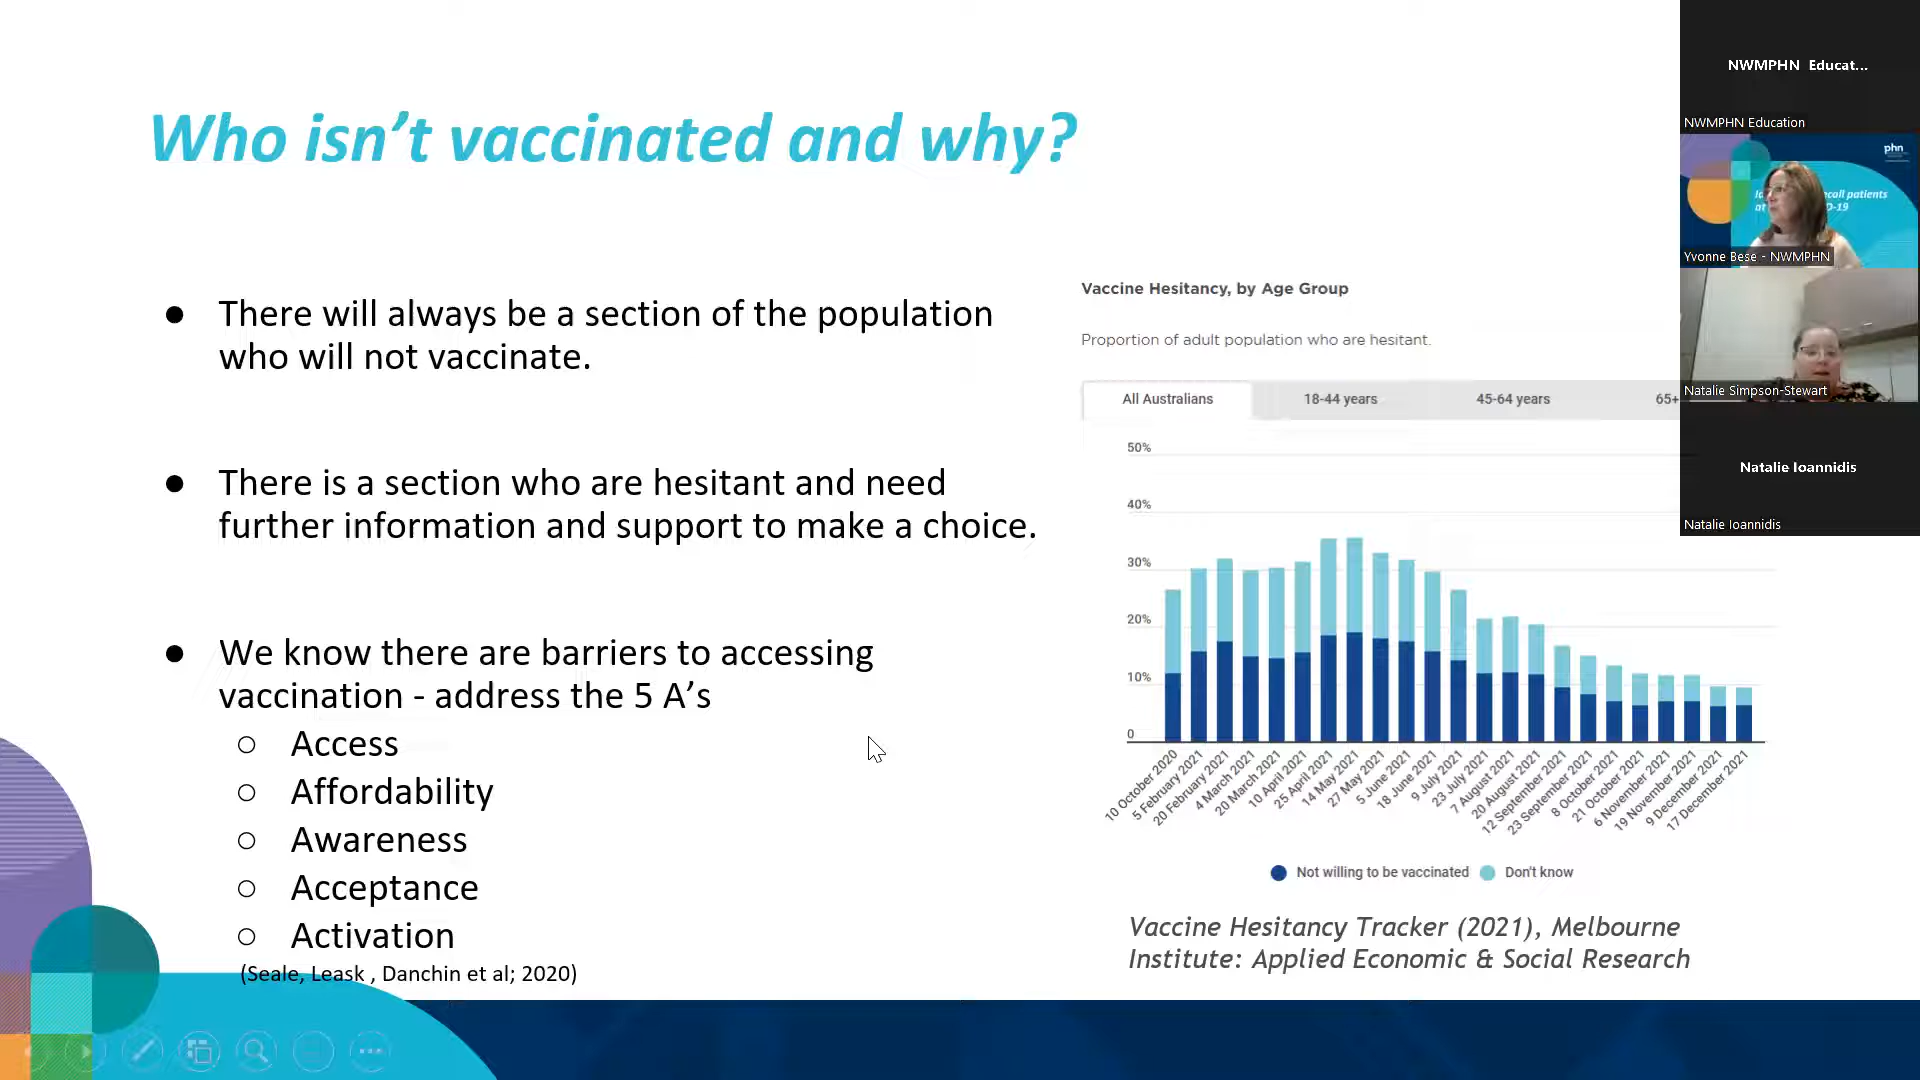 Who isn't vaccinated and why?
● There will always be a section of the population
who will not vaccinate.
● There is a section who are hesitant and need
further information and support to make a choice.
● We know there are barriers to accessing
vaccination - address the 5 A's
○ Access
○ Affordability
○ Awareness
○ Acceptance
○ Activation
(Seale, Leask , Danchin et al; 2020)
Vaccine Hesitancy, by Age Group
Proportion of adult population who are hesitant.
All Australians 18-44 years 45-64 years 65+
50%
40%
30%
20%
10%
0
10 October 2020
5 February 2021
20 February 2021
4 March 2021
20 March 2021
10 April 2021
25 April 2021
14 May 2021
27 May 2021
5 June 2021
18 June 2021
9 July 2021
23 July 2021
7 August 2021
20 August 2021
12 September 2021
23 September 2021
8 October 2021
21 October 2021
6 November 2021
19 November 2021
9 December 2021
17 December 2021
Not willing to be vaccinated Don't know
Vaccine Hesitancy Tracker (2021), Melbourne
Institute: Applied Economic & Social Research
NWMPHN Educat...
NWMPHN Education
phn
ecall patients
at D-19
Yvonne Bese - NWMPHN
Natalie Simpson-Stewart
Natalie Ioannidis
Natalie Ioannidis